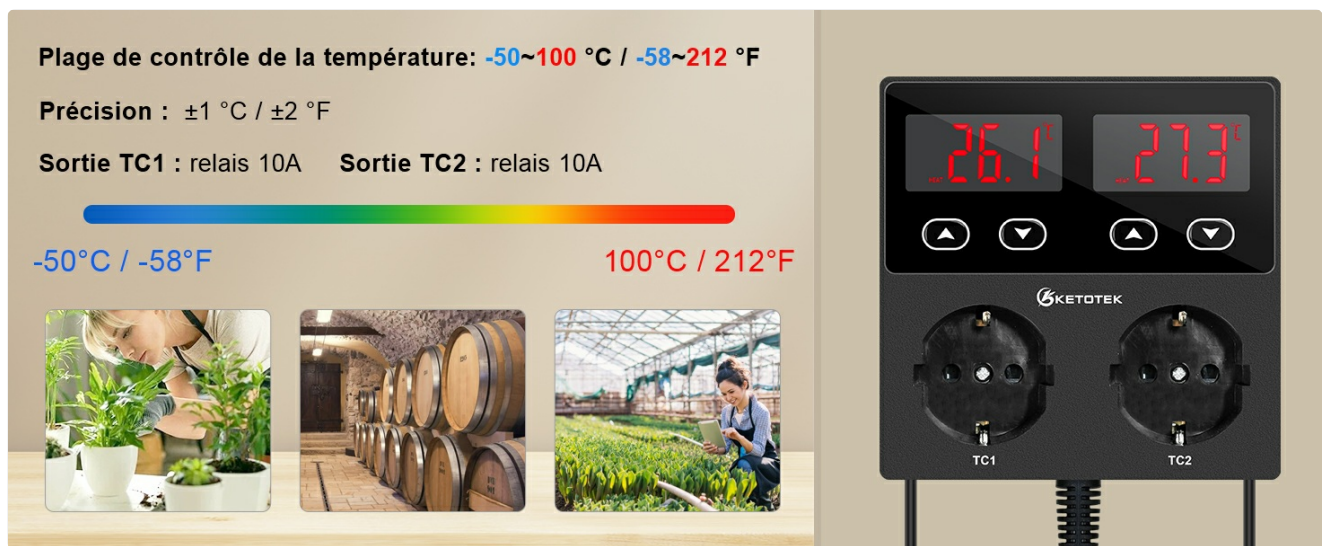 Plage de contrôle de la température: -50~100 °C / -58~212 °F
Précision : ±1 °C / ±2 °F
Sortie TC1 : relais 10A Sortie TC2 : relais 10A
-50°C / -58°F 100°C / 212°F
26.1 °C 27.3 °C
KETOTEK
TC1 TC2